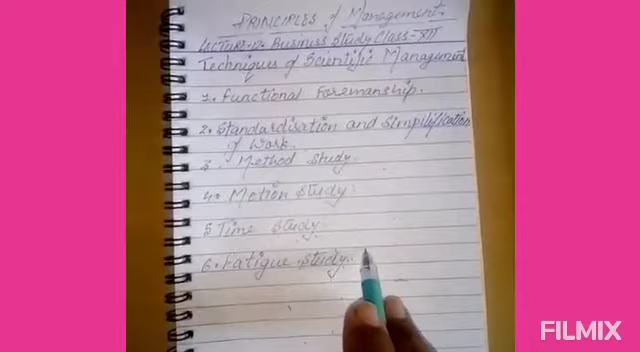 PRINCIPLES of Management.
Lecture-17. Business Study Class-XII
Techniques of Scientific Management
1. Functional Foremanship.
2. Standardisation and Simplification
of Work.
3. Method Study.
4. Motion Study.
5 Time Study.
6. Fatigue Study.
FILMIX